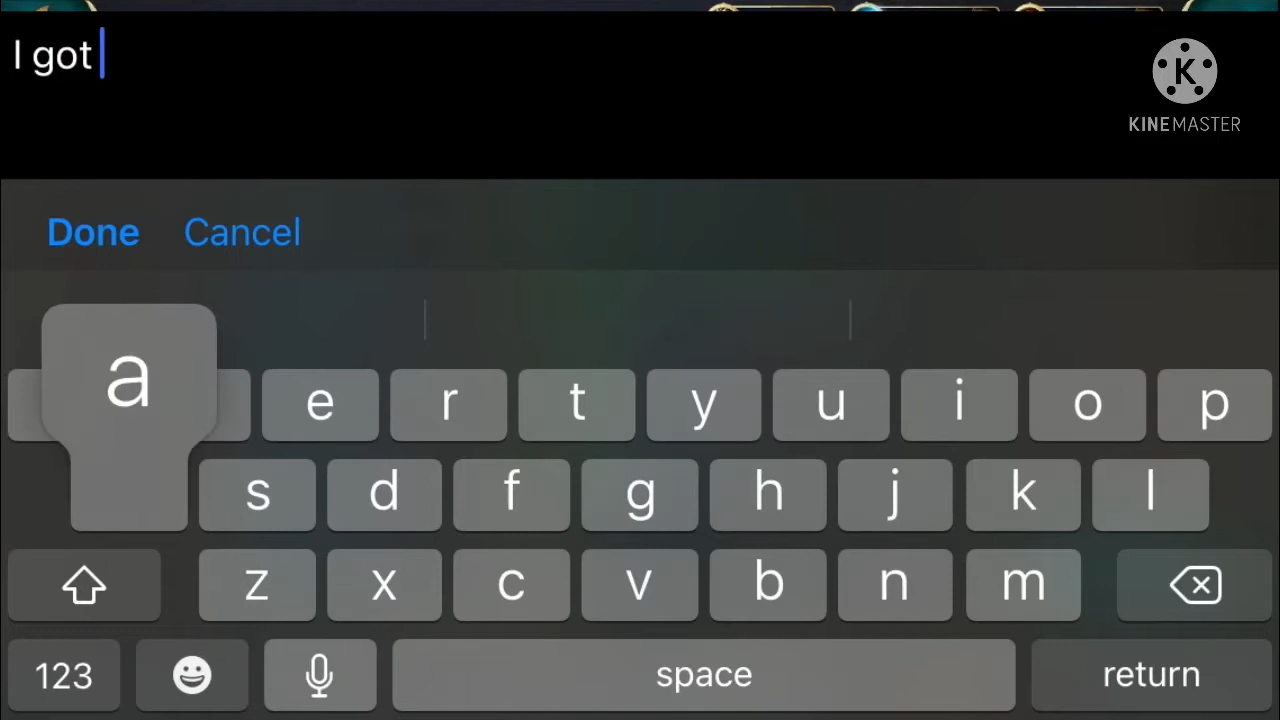 I got
K
KINEMASTER
Done Cancel
a
e r t y u i o p
s d f g h j k l
z x c v b n m
123 space return